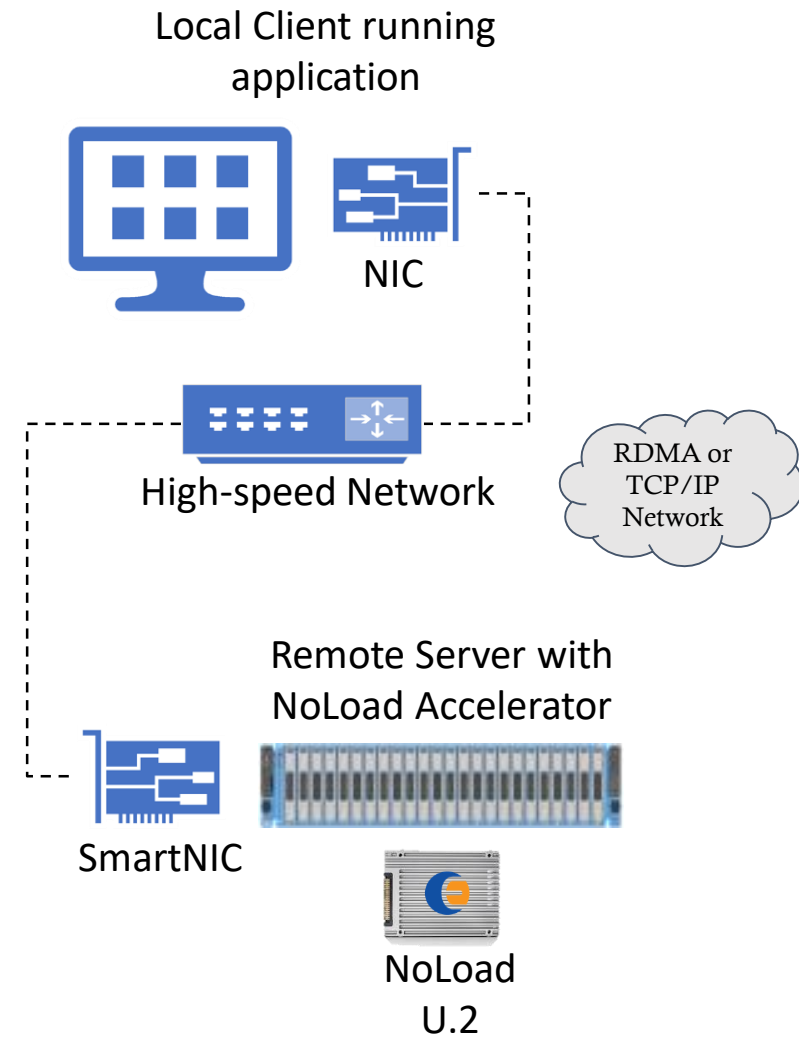 Local Client running
application
NIC
High-speed Network
RDMA or
TCP/IP
Network
Remote Server with
NoLoad Accelerator
SmartNIC
NoLoad
U.2